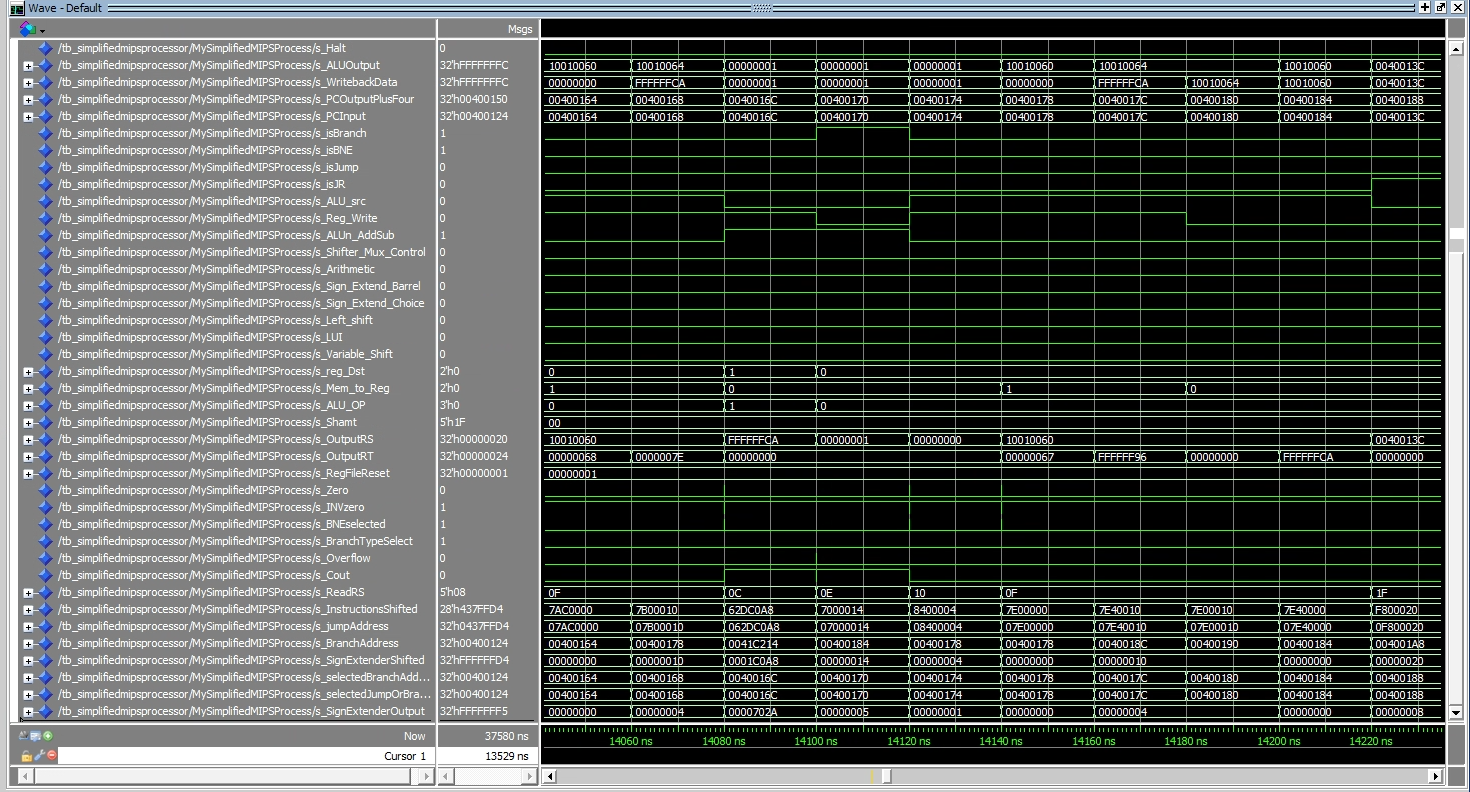 Wave - Default
Msgs
/tb_simplifiedmipsprocessor/MySimplifiedMIPSProcess/s_Halt 0
/tb_simplifiedmipsprocessor/MySimplifiedMIPSProcess/s_ALUOutput 32'hFFFFFFFC 10010060 10010064 00000001 00000001 00000001 10010060 10010064 10010060 0040013C
/tb_simplifiedmipsprocessor/MySimplifiedMIPSProcess/s_WritebackData 32'hFFFFFFFC 00000000 FFFFFFCA 00000001 00000001 00000001 00000000 FFFFFFCA 10010064 10010060 0040013C
/tb_simplifiedmipsprocessor/MySimplifiedMIPSProcess/s_PCOutputPlusFour 32'h00400150 00400164 00400168 0040016C 00400170 00400174 00400178 0040017C 00400180 00400184 00400188
/tb_simplifiedmipsprocessor/MySimplifiedMIPSProcess/s_PCInput 32'h00400124 00400164 00400168 0040016C 00400170 00400174 00400178 0040017C 00400180 00400184 0040013C
/tb_simplifiedmipsprocessor/MySimplifiedMIPSProcess/s_isBranch 1
/tb_simplifiedmipsprocessor/MySimplifiedMIPSProcess/s_isBNE 1
/tb_simplifiedmipsprocessor/MySimplifiedMIPSProcess/s_isJump 0
/tb_simplifiedmipsprocessor/MySimplifiedMIPSProcess/s_isJR 0
/tb_simplifiedmipsprocessor/MySimplifiedMIPSProcess/s_ALU_src 0
/tb_simplifiedmipsprocessor/MySimplifiedMIPSProcess/s_Reg_Write 0
/tb_simplifiedmipsprocessor/MySimplifiedMIPSProcess/s_ALUn_AddSub 1
/tb_simplifiedmipsprocessor/MySimplifiedMIPSProcess/s_Shifter_Mux_Control 0
/tb_simplifiedmipsprocessor/MySimplifiedMIPSProcess/s_Arithmetic 0
/tb_simplifiedmipsprocessor/MySimplifiedMIPSProcess/s_Sign_Extend_Barrel 0
/tb_simplifiedmipsprocessor/MySimplifiedMIPSProcess/s_Sign_Extend_Choice 0
/tb_simplifiedmipsprocessor/MySimplifiedMIPSProcess/s_Left_shift 0
/tb_simplifiedmipsprocessor/MySimplifiedMIPSProcess/s_LUI 0
/tb_simplifiedmipsprocessor/MySimplifiedMIPSProcess/s_Variable_Shift 0
/tb_simplifiedmipsprocessor/MySimplifiedMIPSProcess/s_reg_Dst 2'h0 0 1 0
/tb_simplifiedmipsprocessor/MySimplifiedMIPSProcess/s_Mem_to_Reg 2'h0 1 0 1 0
/tb_simplifiedmipsprocessor/MySimplifiedMIPSProcess/s_ALU_OP 3'h0 0 1 0
/tb_simplifiedmipsprocessor/MySimplifiedMIPSProcess/s_Shamt 5'h1F 00
/tb_simplifiedmipsprocessor/MySimplifiedMIPSProcess/s_OutputRS 32'h00000020 10010060 FFFFFFCA 00000001 00000000 10010060 0040013C
/tb_simplifiedmipsprocessor/MySimplifiedMIPSProcess/s_OutputRT 32'h00000024 00000068 0000007E 00000000 00000067 FFFFFF96 00000000 FFFFFFCA 00000000
/tb_simplifiedmipsprocessor/MySimplifiedMIPSProcess/s_RegFileReset 32'h00000001 00000001
/tb_simplifiedmipsprocessor/MySimplifiedMIPSProcess/s_Zero 0
/tb_simplifiedmipsprocessor/MySimplifiedMIPSProcess/s_INVzero 1
/tb_simplifiedmipsprocessor/MySimplifiedMIPSProcess/s_BNEselected 1
/tb_simplifiedmipsprocessor/MySimplifiedMIPSProcess/s_BranchTypeSelect 1
/tb_simplifiedmipsprocessor/MySimplifiedMIPSProcess/s_Overflow 0
/tb_simplifiedmipsprocessor/MySimplifiedMIPSProcess/s_Cout 0
/tb_simplifiedmipsprocessor/MySimplifiedMIPSProcess/s_ReadRS 5'h08 0F 0C 0E 10 0F 1F
/tb_simplifiedmipsprocessor/MySimplifiedMIPSProcess/s_InstructionsShifted 28'h437FFD4 7AC0000 7B00010 62DC0A8 7000014 8400004 7E00000 7E40010 7E00010 7E40000 F800020
/tb_simplifiedmipsprocessor/MySimplifiedMIPSProcess/s_jumpAddress 32'h0437FFD4 07AC0000 07B00010 062DC0A8 07000014 08400004 07E00000 07E40010 07E00010 07E40000 0F800020
/tb_simplifiedmipsprocessor/MySimplifiedMIPSProcess/s_BranchAddress 32'h00400124 00400164 00400178 0041C214 00400184 00400178 00400178 0040018C 00400190 00400184 004001A8
/tb_simplifiedmipsprocessor/MySimplifiedMIPSProcess/s_SignExtenderShifted 32'hFFFFFFD4 00000000 00000010 0001C0A8 00000014 00000004 00000000 00000010 00000000 00000020
/tb_simplifiedmipsprocessor/MySimplifiedMIPSProcess/s_selectedBranchAdd... 32'h00400124 00400164 00400168 0040016C 00400170 00400174 00400178 0040017C 00400180 00400184 00400188
/tb_simplifiedmipsprocessor/MySimplifiedMIPSProcess/s_selectedJumpOrBra... 32'h00400124 00400164 00400168 0040016C 00400170 00400174 00400178 0040017C 00400180 00400184 00400188
/tb_simplifiedmipsprocessor/MySimplifiedMIPSProcess/s_SignExtenderOutput 32'hFFFFFFF5 00000000 00000004 0000702A 00000005 00000001 00000000 00000004 00000000 00000008
Now 37580 ns 14060 ns 14080 ns 14100 ns 14120 ns 14140 ns 14160 ns 14180 ns 14200 ns 14220 ns
Cursor 1 13529 ns